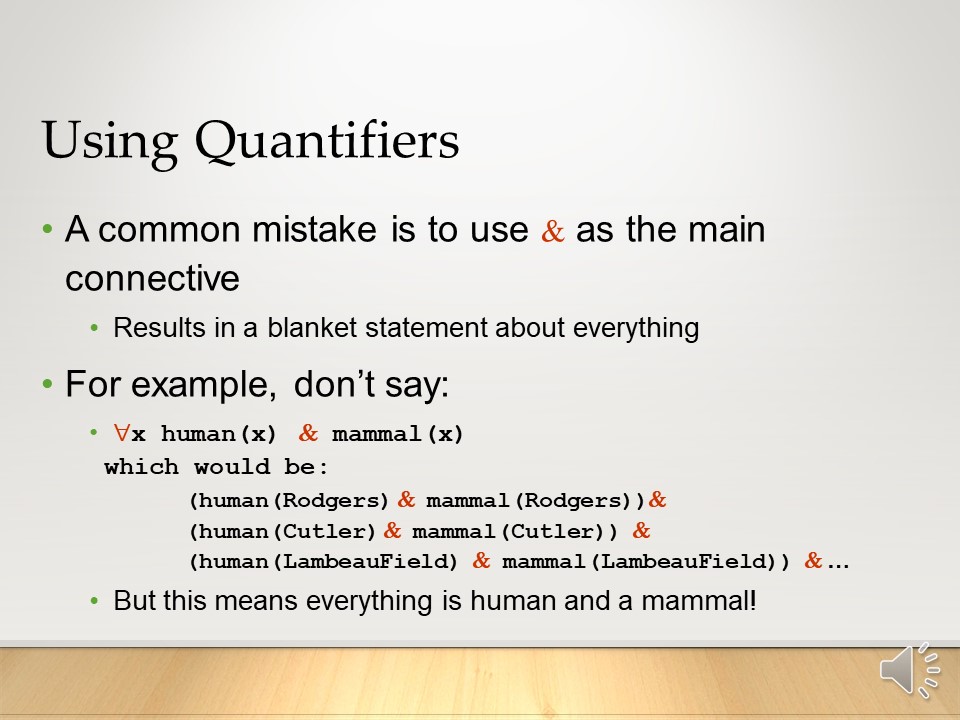 Using Quantifiers
• A common mistake is to use & as the main
connective
• Results in a blanket statement about everything
• For example, don’t say:
• ∀x human(x) & mammal(x)
which would be:
(human(Rodgers) & mammal(Rodgers))&
(human(Cutler) & mammal(Cutler)) &
(human(LambeauField) & mammal(LambeauField)) & …
• But this means everything is human and a mammal!